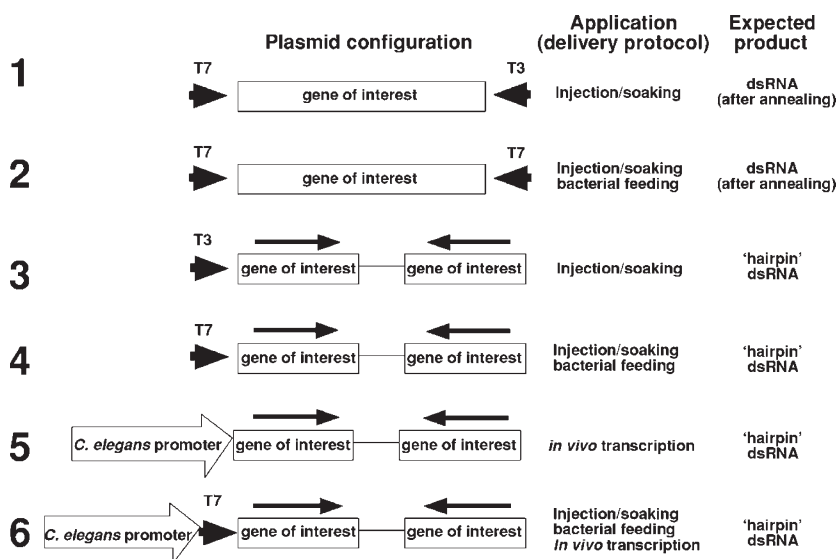 Plasmid configuration
Application
(delivery protocol)
Expected
product
1
T7
T3
gene of interest
Injection/soaking
dsRNA
(after annealing)
2
T7
T7
gene of interest
Injection/soaking
bacterial feeding
dsRNA
(after annealing)
3
T3
gene of interest
gene of interest
Injection/soaking
'hairpin'
dsRNA
4
T7
gene of interest
gene of interest
Injection/soaking
bacterial feeding
'hairpin'
dsRNA
5
C. elegans promoter
gene of interest
gene of interest
in vivo transcription
'hairpin'
dsRNA
6
C. elegans promoter
T7
gene of interest
gene of interest
Injection/soaking
bacterial feeding
In vivo transcription
'hairpin'
dsRNA